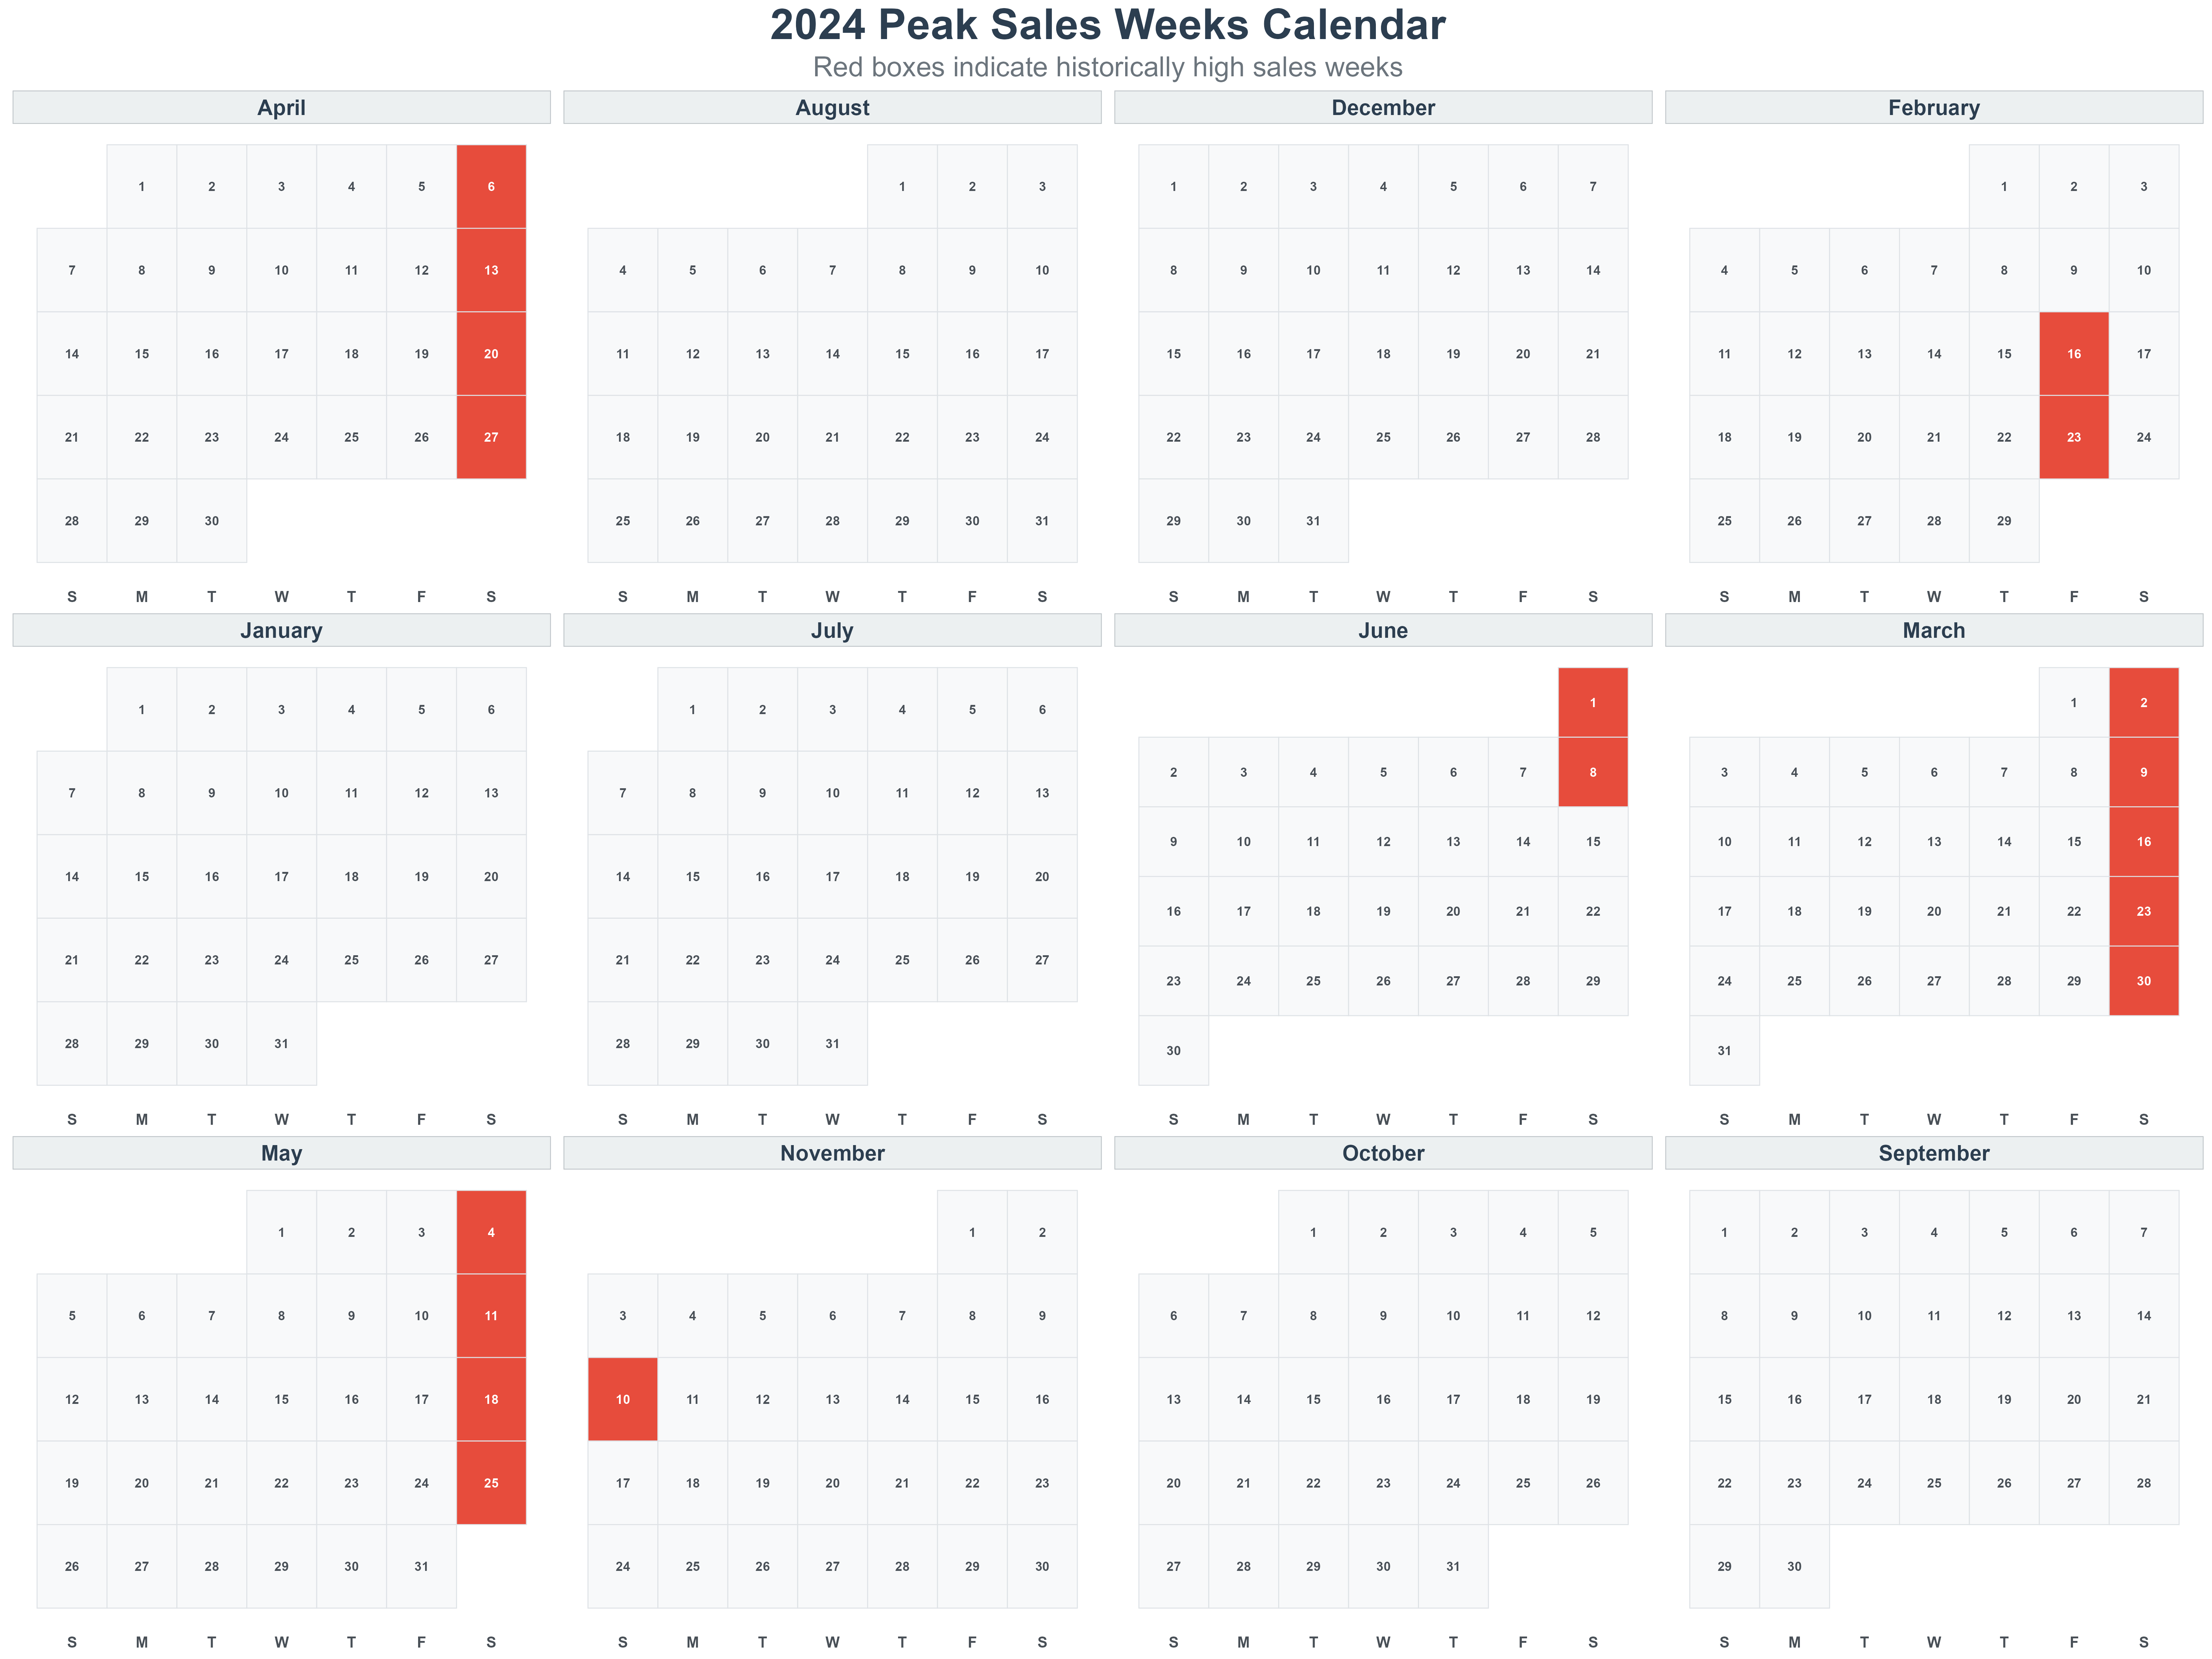 2024 Peak Sales Weeks Calendar
Red boxes indicate historically high sales weeks
April
1 2 3 4 5 6
7 8 9 10 11 12 13
14 15 16 17 18 19 20
21 22 23 24 25 26 27
28 29 30
S M T W T F S
August
1 2 3
4 5 6 7 8 9 10
11 12 13 14 15 16 17
18 19 20 21 22 23 24
25 26 27 28 29 30 31
S M T W T F S
December
1 2 3 4 5 6 7
8 9 10 11 12 13 14
15 16 17 18 19 20 21
22 23 24 25 26 27 28
29 30 31
S M T W T F S
February
1 2 3
4 5 6 7 8 9 10
11 12 13 14 15 16 17
18 19 20 21 22 23 24
25 26 27 28 29
S M T W T F S
January
1 2 3 4 5 6
7 8 9 10 11 12 13
14 15 16 17 18 19 20
21 22 23 24 25 26 27
28 29 30 31
S M T W T F S
July
1 2 3 4 5 6
7 8 9 10 11 12 13
14 15 16 17 18 19 20
21 22 23 24 25 26 27
28 29 30 31
S M T W T F S
June
1
2 3 4 5 6 7 8
9 10 11 12 13 14 15
16 17 18 19 20 21 22
23 24 25 26 27 28 29
30
S M T W T F S
March
1 2
3 4 5 6 7 8 9
10 11 12 13 14 15 16
17 18 19 20 21 22 23
24 25 26 27 28 29 30
31
S M T W T F S
May
1 2 3 4
5 6 7 8 9 10 11
12 13 14 15 16 17 18
19 20 21 22 23 24 25
26 27 28 29 30 31
S M T W T F S
November
1 2
3 4 5 6 7 8 9
10 11 12 13 14 15 16
17 18 19 20 21 22 23
24 25 26 27 28 29 30
S M T W T F S
October
1 2 3 4 5
6 7 8 9 10 11 12
13 14 15 16 17 18 19
20 21 22 23 24 25 26
27 28 29 30 31
S M T W T F S
September
1 2 3 4 5 6 7
8 9 10 11 12 13 14
15 16 17 18 19 20 21
22 23 24 25 26 27 28
29 30
S M T W T F S